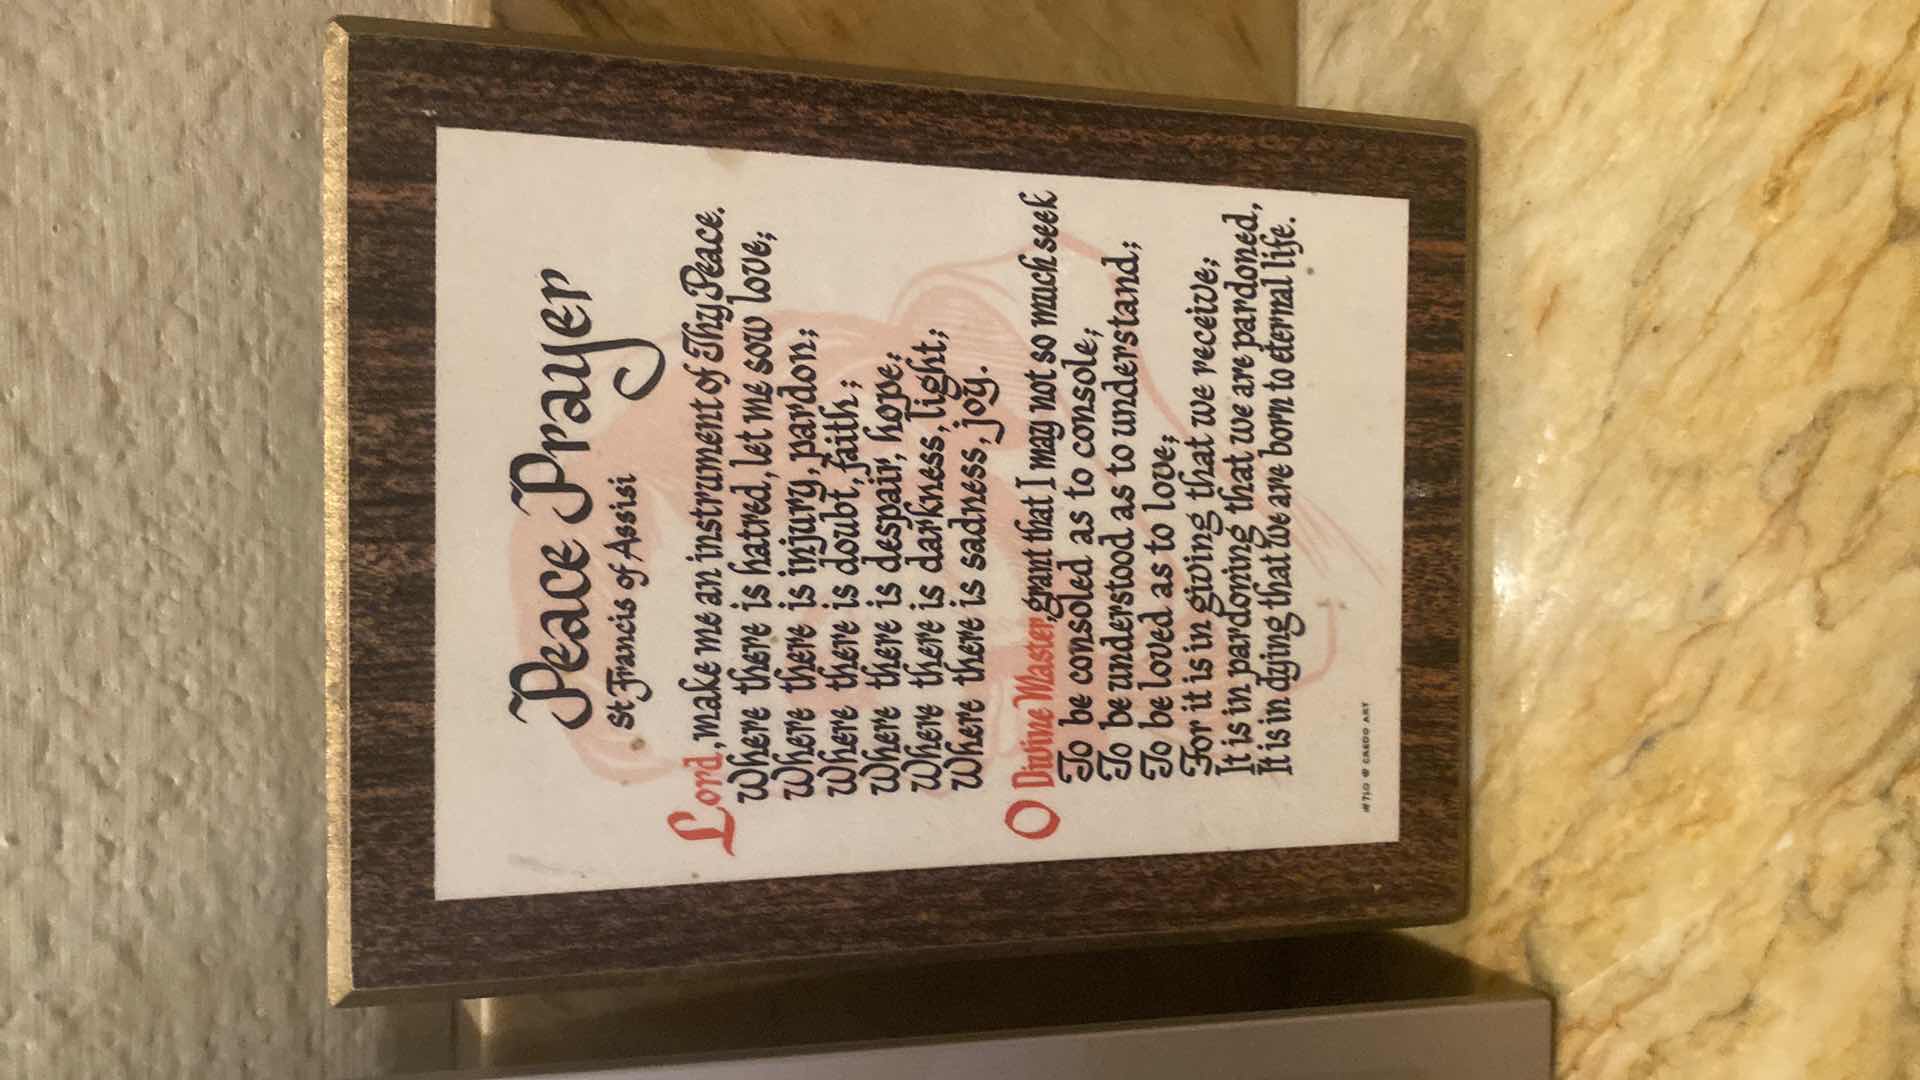 Peace Prayer
St Francis of Assisi
Lord, make me an instrument of Thy Peace.
Where there is hatred, let me sow love;
Where there is injury, pardon;
Where there is doubt, faith;
Where there is despair, hope;
Where there is darkness, light;
Where there is sadness, joy.
O Divine Master, grant that I may not so much seek
To be consoled as to console;
To be understood as to understand;
To be loved as to love;
For it is in giving that we receive;
It is in pardoning that we are pardoned,
It is in dying that we are born to eternal life.
#710 © CREDO ART